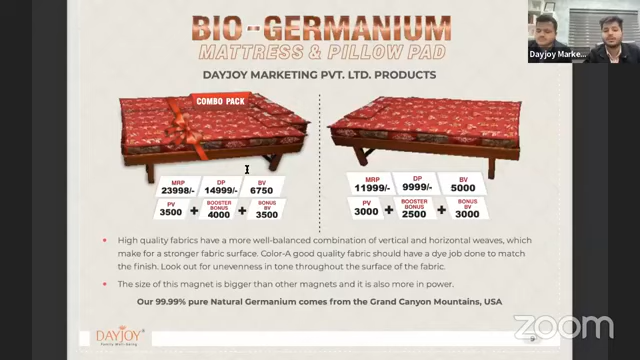 BIO-GERMANIUM
MATTRESS & PILLOW PAD
DAYJOY MARKETING PVT. LTD. PRODUCTS
Dayjoy Marke...
COMBO PACK
MRP
23998/-
DP
14999/-
BV
6750
PV
3500
+
BOOSTER
BONUS
4000
+
BONUS
BV
3500
MRP
11999/-
DP
9999/-
BV
5000
PV
3000
+
BOOSTER
BONUS
2500
+
BONUS
BV
3000
• High quality fabrics have a more well-balanced combination of vertical and horizontal weaves, which
make for a stronger fabric surface. Color-A good quality fabric should have a dye job done to match
the finish. Look out for unevenness in tone throughout the surface of the fabric.
• The size of this magnet is bigger than other magnets and it is also more in power.
Our 99.99% pure Natural Germanium comes from the Grand Canyon Mountains, USA
DAYJOY®
Family Well-Being
9
zoom